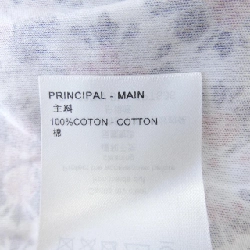 PRINCIPAL - MAIN
主料
100%COTON - COTTON
棉